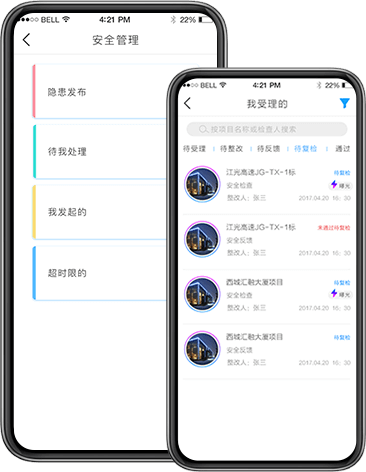 BELL
4:21 PM
22%
安全管理
隐患发布
待我处理
我发起的
超时限的
BELL
4:21 PM
22%
我受理的
按项目名称或检查人搜索
待受理
待整改
待反馈
待复检
通过
江光高速JG-TX-1标
待复检
安全检查
曝光
整改人：张三
2017.04.20 16：30
江光高速JG-TX-1标
未通过待复检
安全反馈
整改人：张三
2017.04.20 16：30
西城汇融大厦项目
待复检
安全检查
曝光
整改人：张三
2017.04.20 16：30
西城汇融大厦项目
待复检
安全反馈
整改人：张三
2017.04.20 16：30